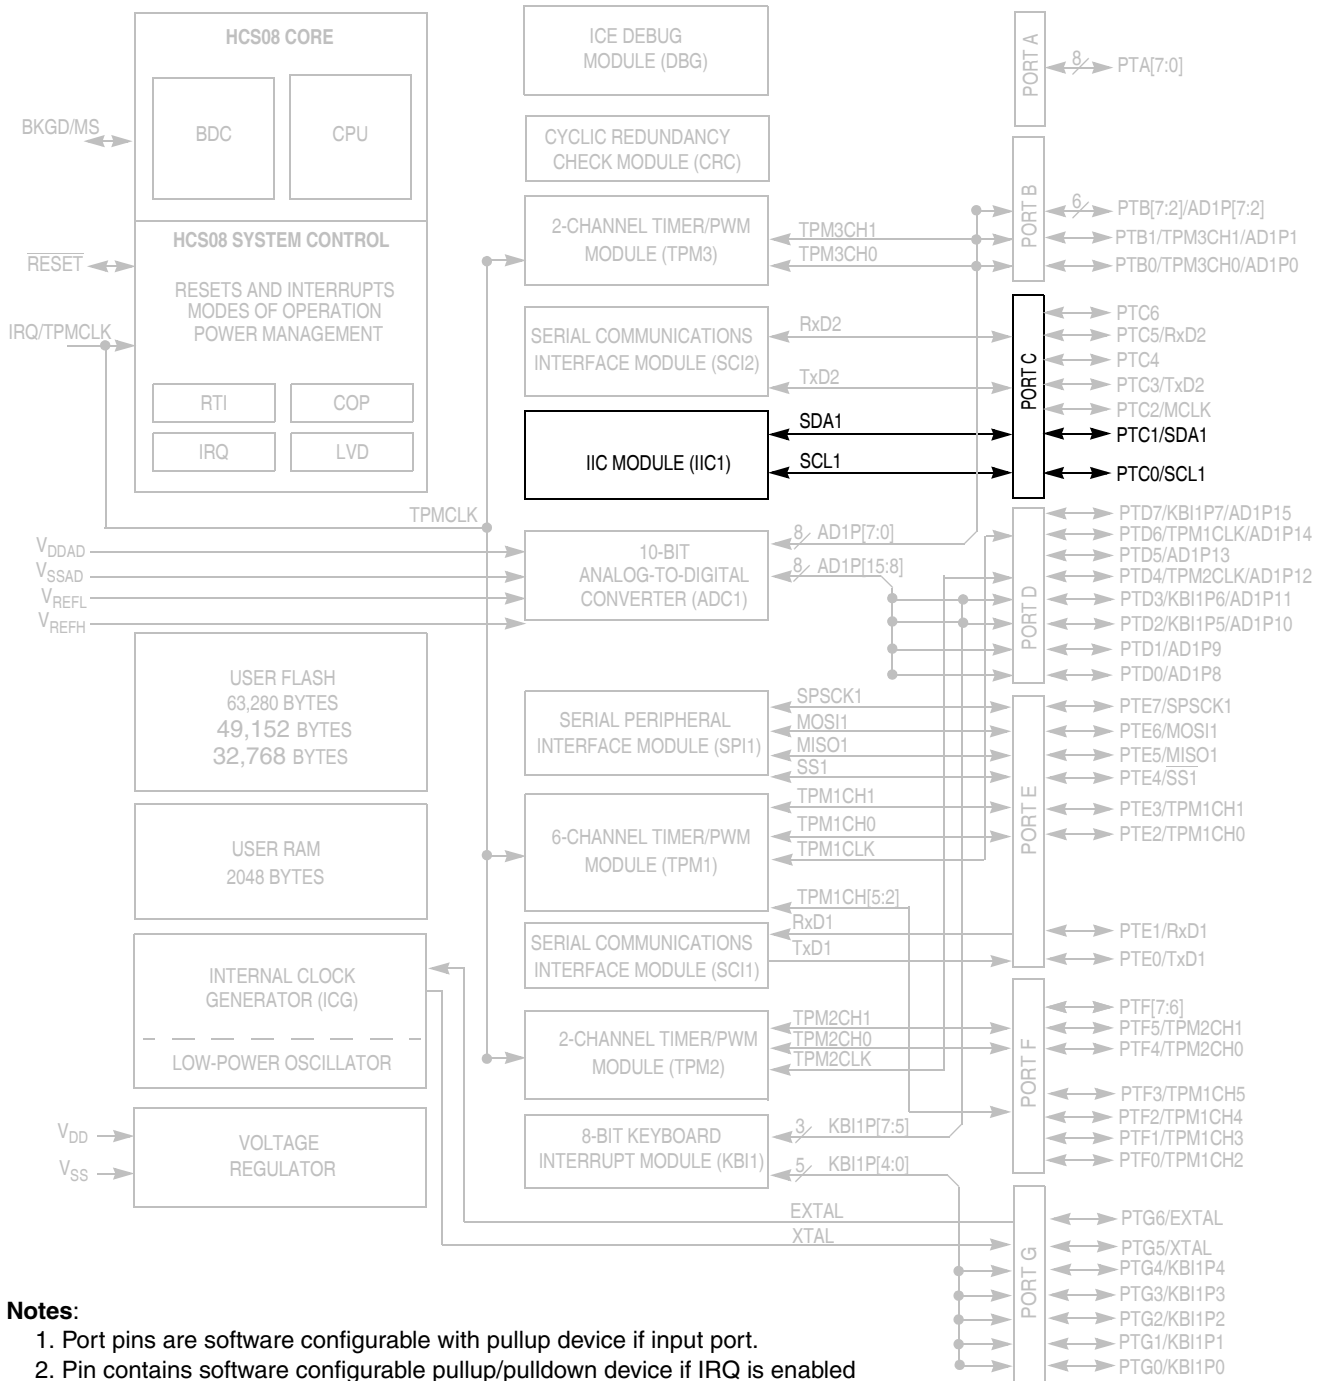 HCS08 CORE
BDC
CPU
BKGD/MS
HCS08 SYSTEM CONTROL
RESET
RESETS AND INTERRUPTS
MODES OF OPERATION
POWER MANAGEMENT
IRQ/TPMCLK
RTI
COP
IRQ
LVD
TPMCLK
VDDAD
VSSAD
VREFL
VREFH
USER FLASH
63,280 BYTES
49,152 BYTES
32,768 BYTES
USER RAM
2048 BYTES
INTERNAL CLOCK
GENERATOR (ICG)
LOW-POWER OSCILLATOR
VDD
VSS
VOLTAGE
REGULATOR
ICE DEBUG
MODULE (DBG)
CYCLIC REDUNDANCY
CHECK MODULE (CRC)
2-CHANNEL TIMER/PWM
MODULE (TPM3)
TPM3CH1
TPM3CH0
SERIAL COMMUNICATIONS
INTERFACE MODULE (SCI2)
RxD2
TxD2
IIC MODULE (IIC1)
SDA1
SCL1
10-BIT
ANALOG-TO-DIGITAL
CONVERTER (ADC1)
8 AD1P[7:0]
8 AD1P[15:8]
SERIAL PERIPHERAL
INTERFACE MODULE (SPI1)
SPSCK1
MOSI1
MISO1
SS1
6-CHANNEL TIMER/PWM
MODULE (TPM1)
TPM1CH1
TPM1CH0
TPM1CLK
TPM1CH[5:2]
SERIAL COMMUNICATIONS
INTERFACE MODULE (SCI1)
RxD1
TxD1
2-CHANNEL TIMER/PWM
MODULE (TPM2)
TPM2CH1
TPM2CH0
TPM2CLK
8-BIT KEYBOARD
INTERRUPT MODULE (KBI1)
3 KBI1P[7:5]
5 KBI1P[4:0]
EXTAL
XTAL
PORT A
8 PTA[7:0]
PORT B
6 PTB[7:2]/AD1P[7:2]
PTB1/TPM3CH1/AD1P1
PTB0/TPM3CH0/AD1P0
PORT C
PTC6
PTC5/RxD2
PTC4
PTC3/TxD2
PTC2/MCLK
PTC1/SDA1
PTC0/SCL1
PORT D
PTD7/KBI1P7/AD1P15
PTD6/TPM1CLK/AD1P14
PTD5/AD1P13
PTD4/TPM2CLK/AD1P12
PTD3/KBI1P6/AD1P11
PTD2/KBI1P5/AD1P10
PTD1/AD1P9
PTD0/AD1P8
PORT E
PTE7/SPSCK1
PTE6/MOSI1
PTE5/MISO1
PTE4/SS1
PTE3/TPM1CH1
PTE2/TPM1CH0
PTE1/RxD1
PTE0/TxD1
PORT F
PTF[7:6]
PTF5/TPM2CH1
PTF4/TPM2CH0
PTF3/TPM1CH5
PTF2/TPM1CH4
PTF1/TPM1CH3
PTF0/TPM1CH2
PORT G
PTG6/EXTAL
PTG5/XTAL
PTG4/KBI1P4
PTG3/KBI1P3
PTG2/KBI1P2
PTG1/KBI1P1
PTG0/KBI1P0
Notes:
1. Port pins are software configurable with pullup device if input port.
2. Pin contains software configurable pullup/pulldown device if IRQ is enabled